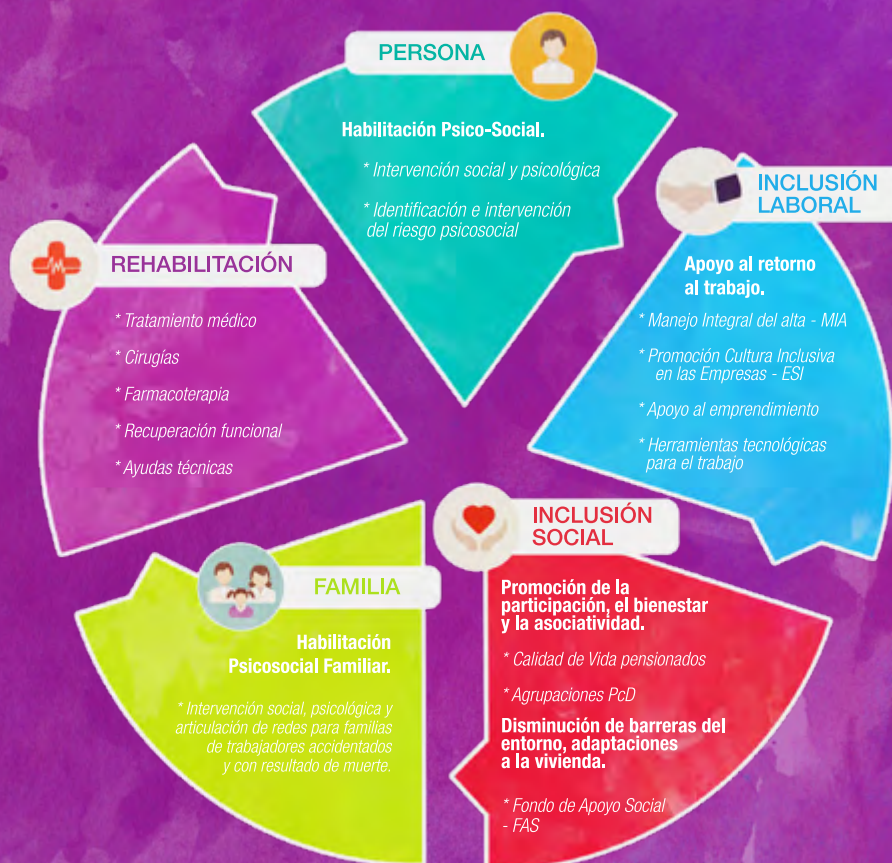 PERSONA
Habilitación Psico-Social.
* Intervención social y psicológica
* Identificación e intervención
del riesgo psicosocial
INCLUSIÓN
LABORAL
Apoyo al retorno
al trabajo.
* Manejo Integral del alta - MIA
* Promoción Cultura Inclusiva
en las Empresas - ESI
* Apoyo al emprendimiento
* Herramientas tecnológicas
para el trabajo
INCLUSIÓN
SOCIAL
Promoción de la
participación, el bienestar
y la asociatividad.
* Calidad de Vida pensionados
* Agrupaciones PcD
Disminución de barreras del
entorno, adaptaciones
a la vivienda.
* Fondo de Apoyo Social
- FAS
FAMILIA
Habilitación
Psicosocial Familiar.
* Intervención social, psicológica y
articulación de redes para familias
de trabajadores accidentados
y con resultado de muerte.
REHABILITACIÓN
* Tratamiento médico
* Cirugías
* Farmacoterapia
* Recuperación funcional
* Ayudas técnicas